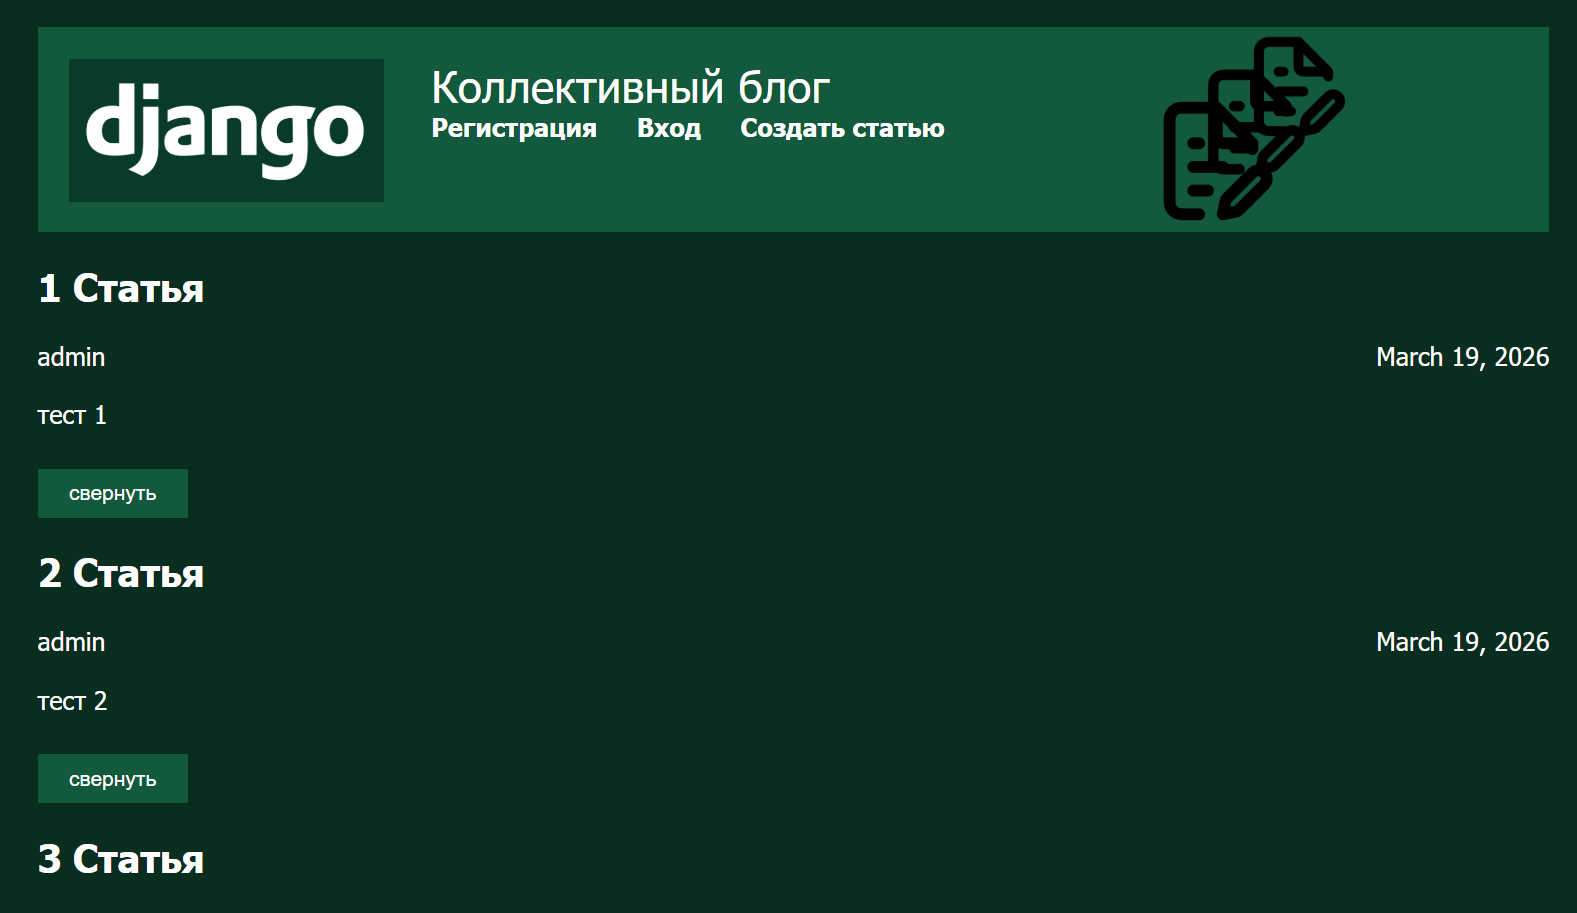 django
Коллективный блог
Регистрация Вход Создать статью
1 Статья
admin March 19, 2026
тест 1
свернуть
2 Статья
admin March 19, 2026
тест 2
свернуть
3 Статья